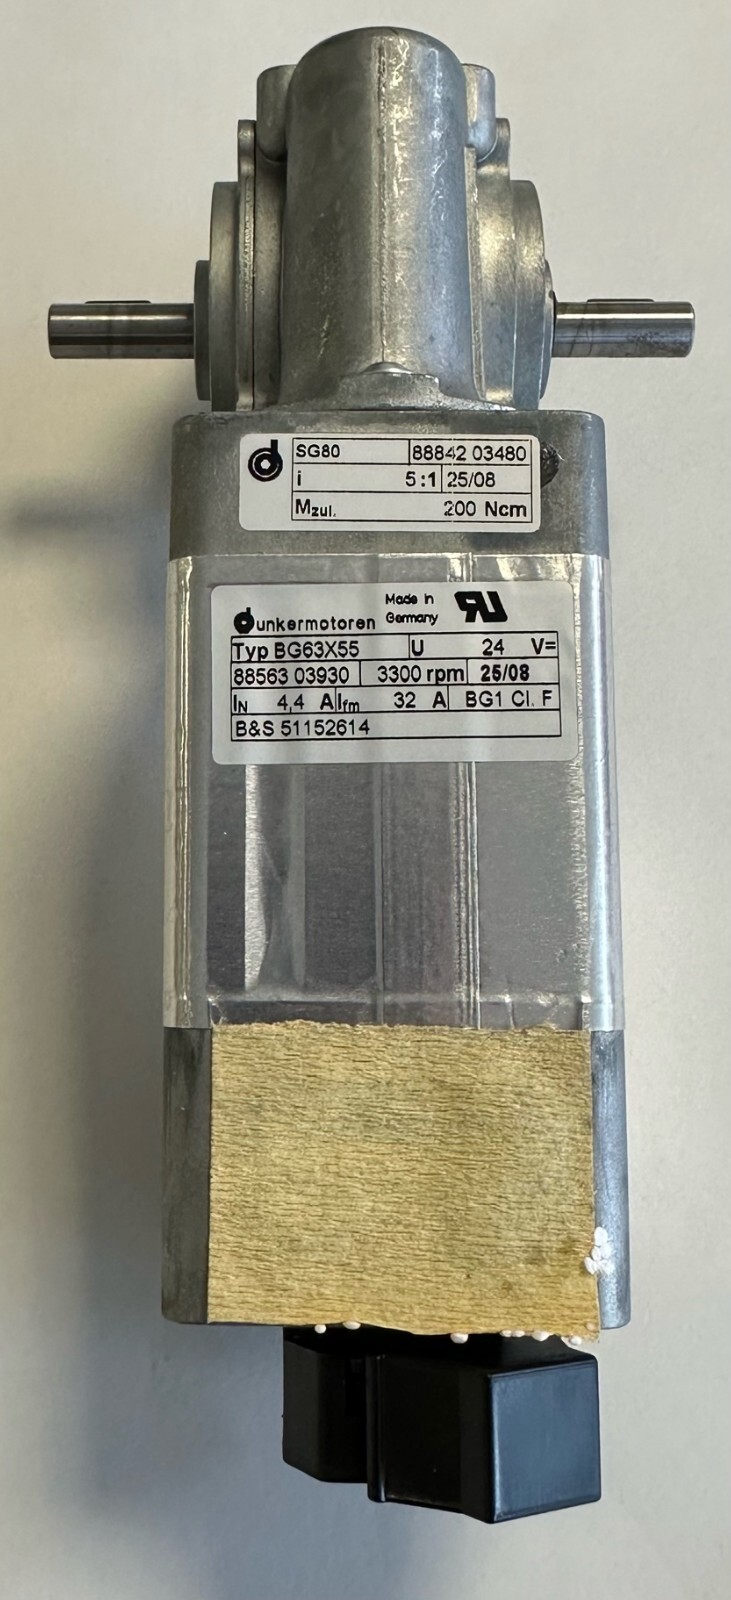 SG80 88842 03480
i 5:1 25/08
Mzul. 200 Ncm
dunkermotoren Made in Germany
Typ BG63X55 U 24 V=
88563 03930 3300 rpm 25/08
IN 4,4 A Ifm 32 A BG1 Cl. F
B&S 51152614